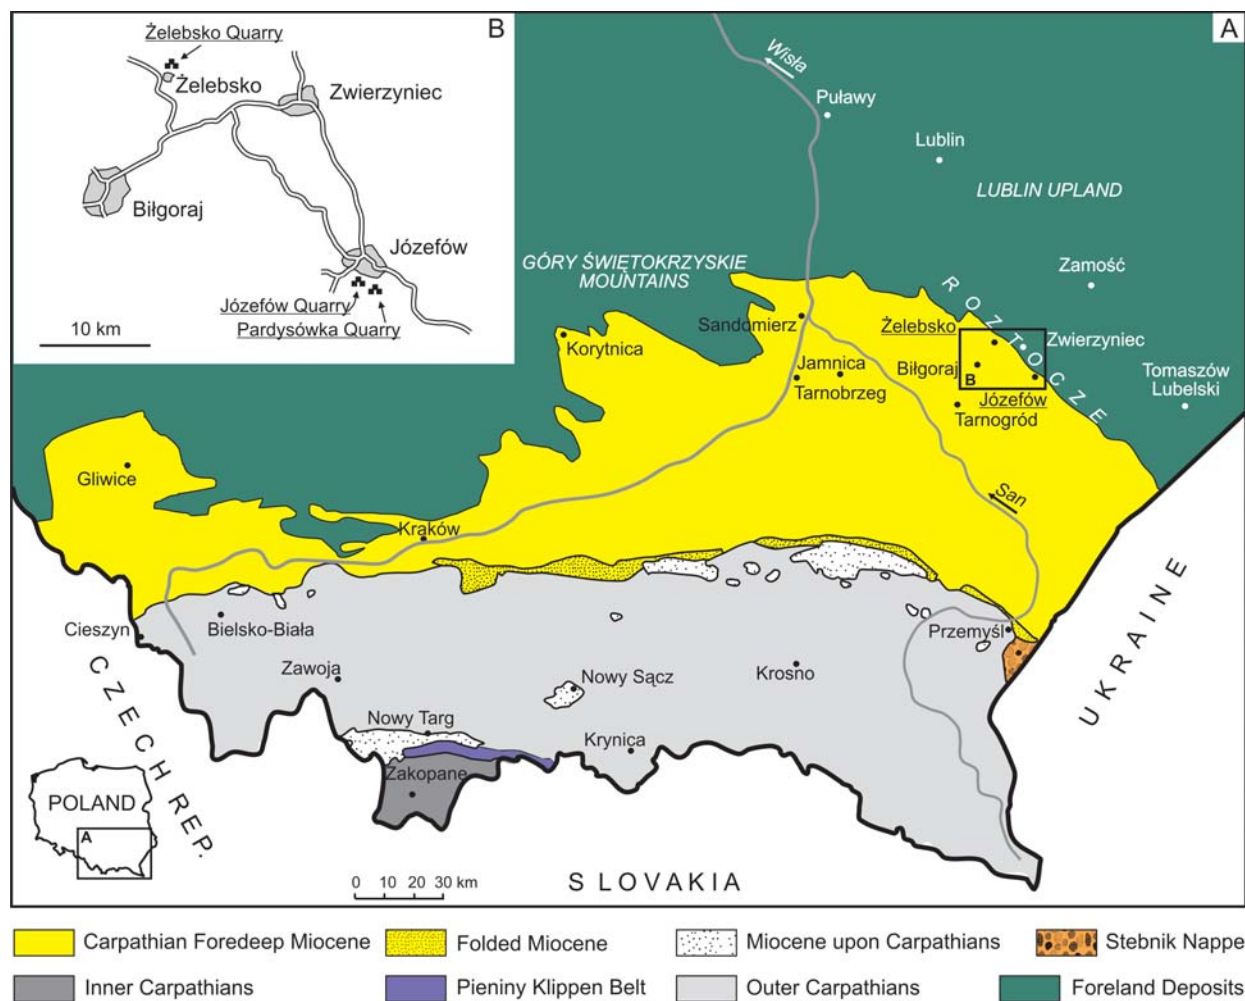 B
Żelebsko Quarry
Żelebsko
Zwierzyniec
Biłgoraj
Józefów
Józefów Quarry
Pardysówka Quarry
10 km
A
Wisła
Puławy
Lublin
LUBLIN UPLAND
GÓRY ŚWIĘTOKRZYSKIE
MOUNTAINS
Zamość
ROZTOCZE
Sandomierz
Żelebsko
Zwierzyniec
Korytnica
Jamnica
Biłgoraj
B
Tomaszów
Lubelski
Tarnobrzeg
Józefów
Tarnogród
Gliwice
San
Kraków
UKRAINE
Cieszyn
Bielsko-Biała
Przemyśl
Zawoja
Nowy Sącz
Krosno
CZECH REP.
Nowy Targ
Krynica
Zakopane
POLAND
A
0 10 20 30 km
SLOVAKIA
Carpathian Foredeep Miocene
Folded Miocene
Miocene upon Carpathians
Stebnik Nappe
Inner Carpathians
Pieniny Klippen Belt
Outer Carpathians
Foreland Deposits